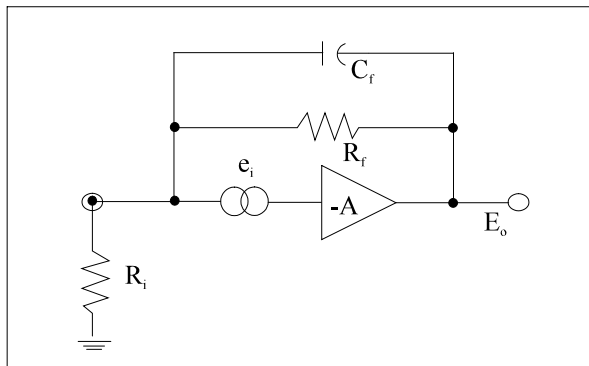 C_f
R_f
e_i
-A
E_o
R_i